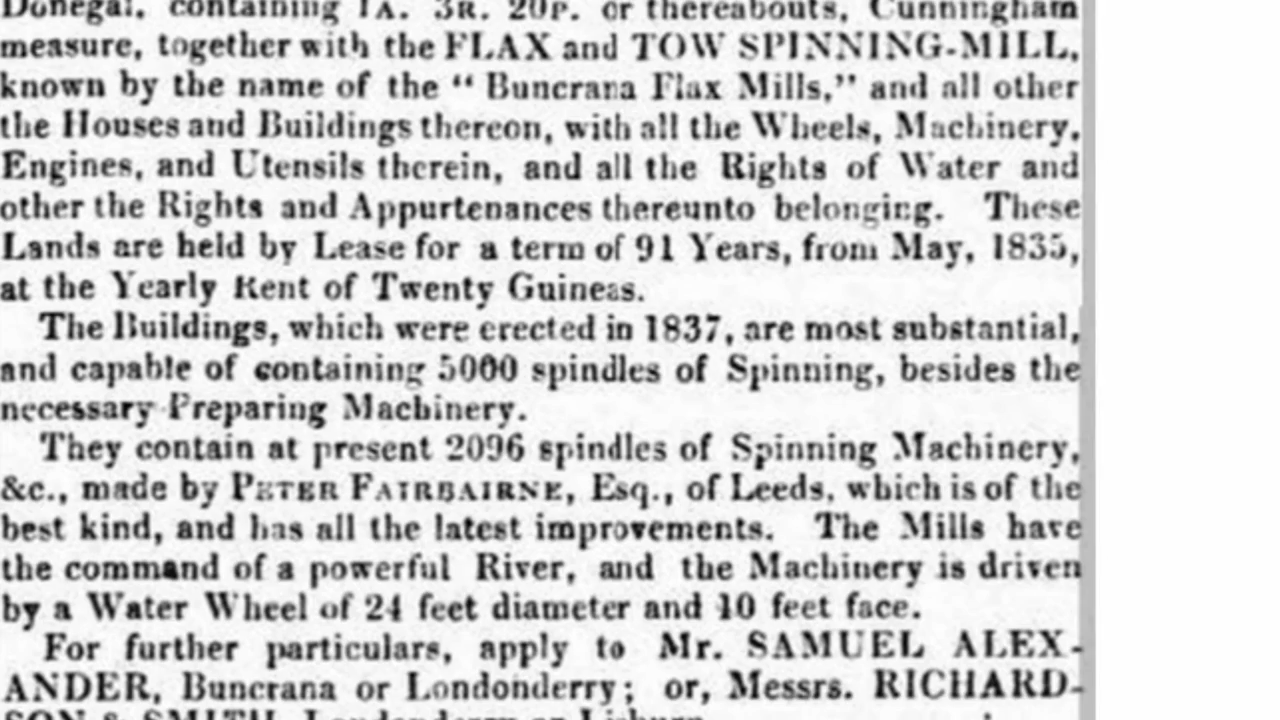 Donegal, containing 1A. 3R. 20P. or thereabouts, Cunningham
measure, together with the FLAX and TOW SPINNING-MILL,
known by the name of the “ Buncrana Flax Mills,” and all other
the Houses and Buildings thereon, with all the Wheels, Machinery,
Engines, and Utensils therein, and all the Rights of Water and
other the Rights and Appurtenances thereunto belonging. These
Lands are held by Lease for a term of 91 Years, from May, 1835,
at the Yearly Rent of Twenty Guineas.
The Buildings, which were erected in 1837, are most substantial,
and capable of containing 5000 spindles of Spinning, besides the
necessary Preparing Machinery.
They contain at present 2096 spindles of Spinning Machinery,
&c., made by PETER FAIRBAIRNE, Esq., of Leeds, which is of the
best kind, and has all the latest improvements. The Mills have
the command of a powerful River, and the Machinery is driven
by a Water Wheel of 24 feet diameter and 10 feet face.
For further particulars, apply to Mr. SAMUEL ALEX-
ANDER, Buncrana or Londonderry; or, Messrs. RICHARD-
SON & SMITH, Londonderry or Lisburn.